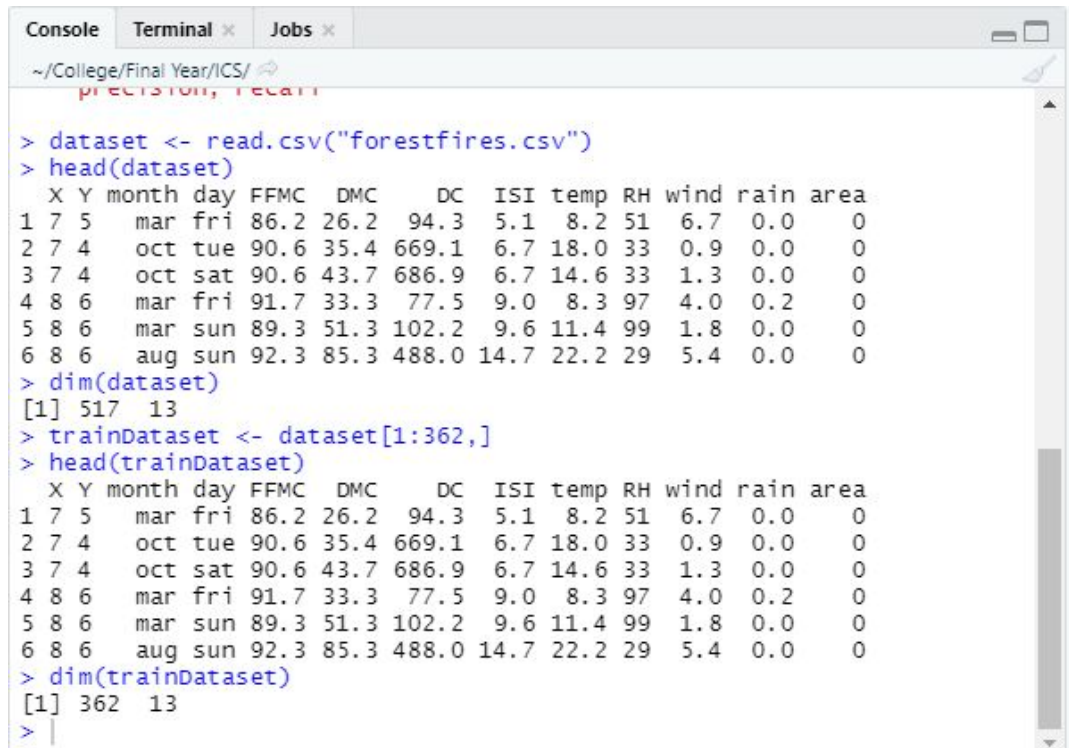 Console Terminal × Jobs ×
~/College/Final Year/ICS/
precision, recall
> dataset <- read.csv("forestfires.csv")
> head(dataset)
  X Y month day FFMC  DMC    DC  ISI temp RH wind rain area
1 7 5   mar fri 86.2 26.2  94.3  5.1  8.2 51  6.7  0.0    0
2 7 4   oct tue 90.6 35.4 669.1  6.7 18.0 33  0.9  0.0    0
3 7 4   oct sat 90.6 43.7 686.9  6.7 14.6 33  1.3  0.0    0
4 8 6   mar fri 91.7 33.3  77.5  9.0  8.3 97  4.0  0.2    0
5 8 6   mar sun 89.3 51.3 102.2  9.6 11.4 99  1.8  0.0    0
6 8 6   aug sun 92.3 85.3 488.0 14.7 22.2 29  5.4  0.0    0
> dim(dataset)
[1] 517  13
> trainDataset <- dataset[1:362,]
> head(trainDataset)
  X Y month day FFMC  DMC    DC  ISI temp RH wind rain area
1 7 5   mar fri 86.2 26.2  94.3  5.1  8.2 51  6.7  0.0    0
2 7 4   oct tue 90.6 35.4 669.1  6.7 18.0 33  0.9  0.0    0
3 7 4   oct sat 90.6 43.7 686.9  6.7 14.6 33  1.3  0.0    0
4 8 6   mar fri 91.7 33.3  77.5  9.0  8.3 97  4.0  0.2    0
5 8 6   mar sun 89.3 51.3 102.2  9.6 11.4 99  1.8  0.0    0
6 8 6   aug sun 92.3 85.3 488.0 14.7 22.2 29  5.4  0.0    0
> dim(trainDataset)
[1] 362  13
>